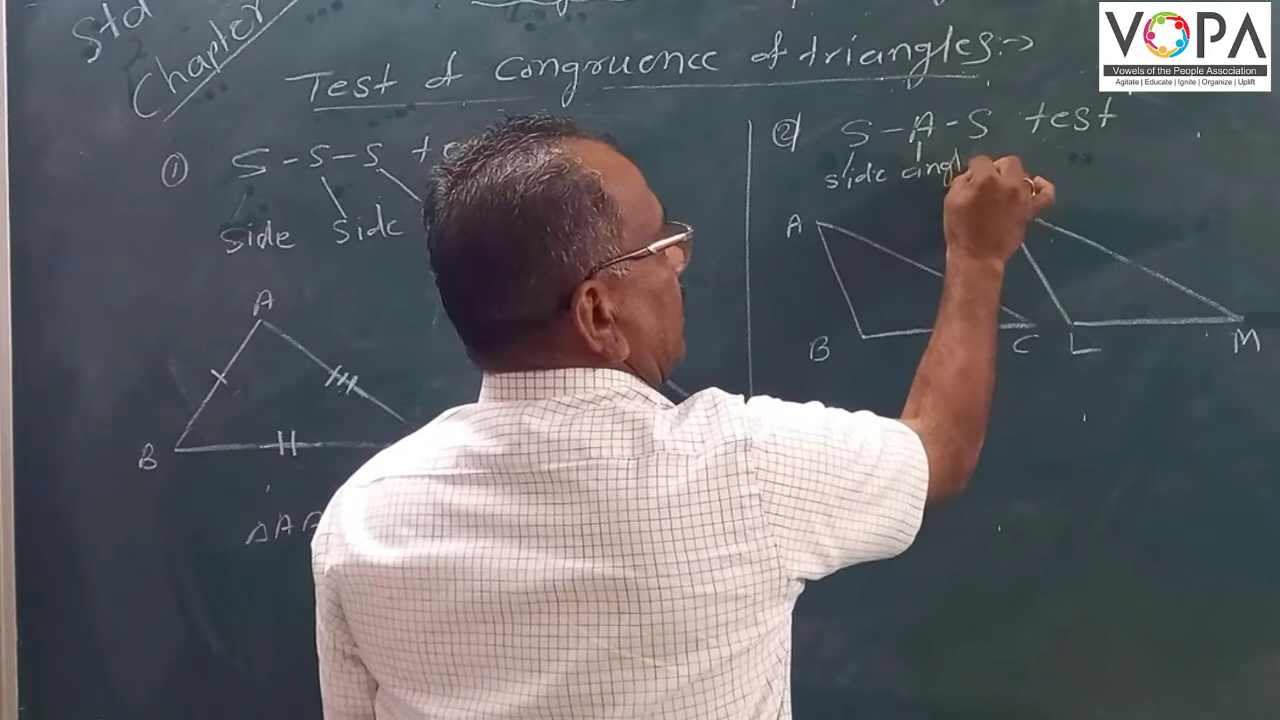 Std
Chapter
Test of congruence of triangles:→
① S-S-S
side side
A
B
② S-A-S test
side angl
A
B
C
L
M
VOPA
Vowels of the People Association
Agitate | Educate | Ignite | Organize | Uplift